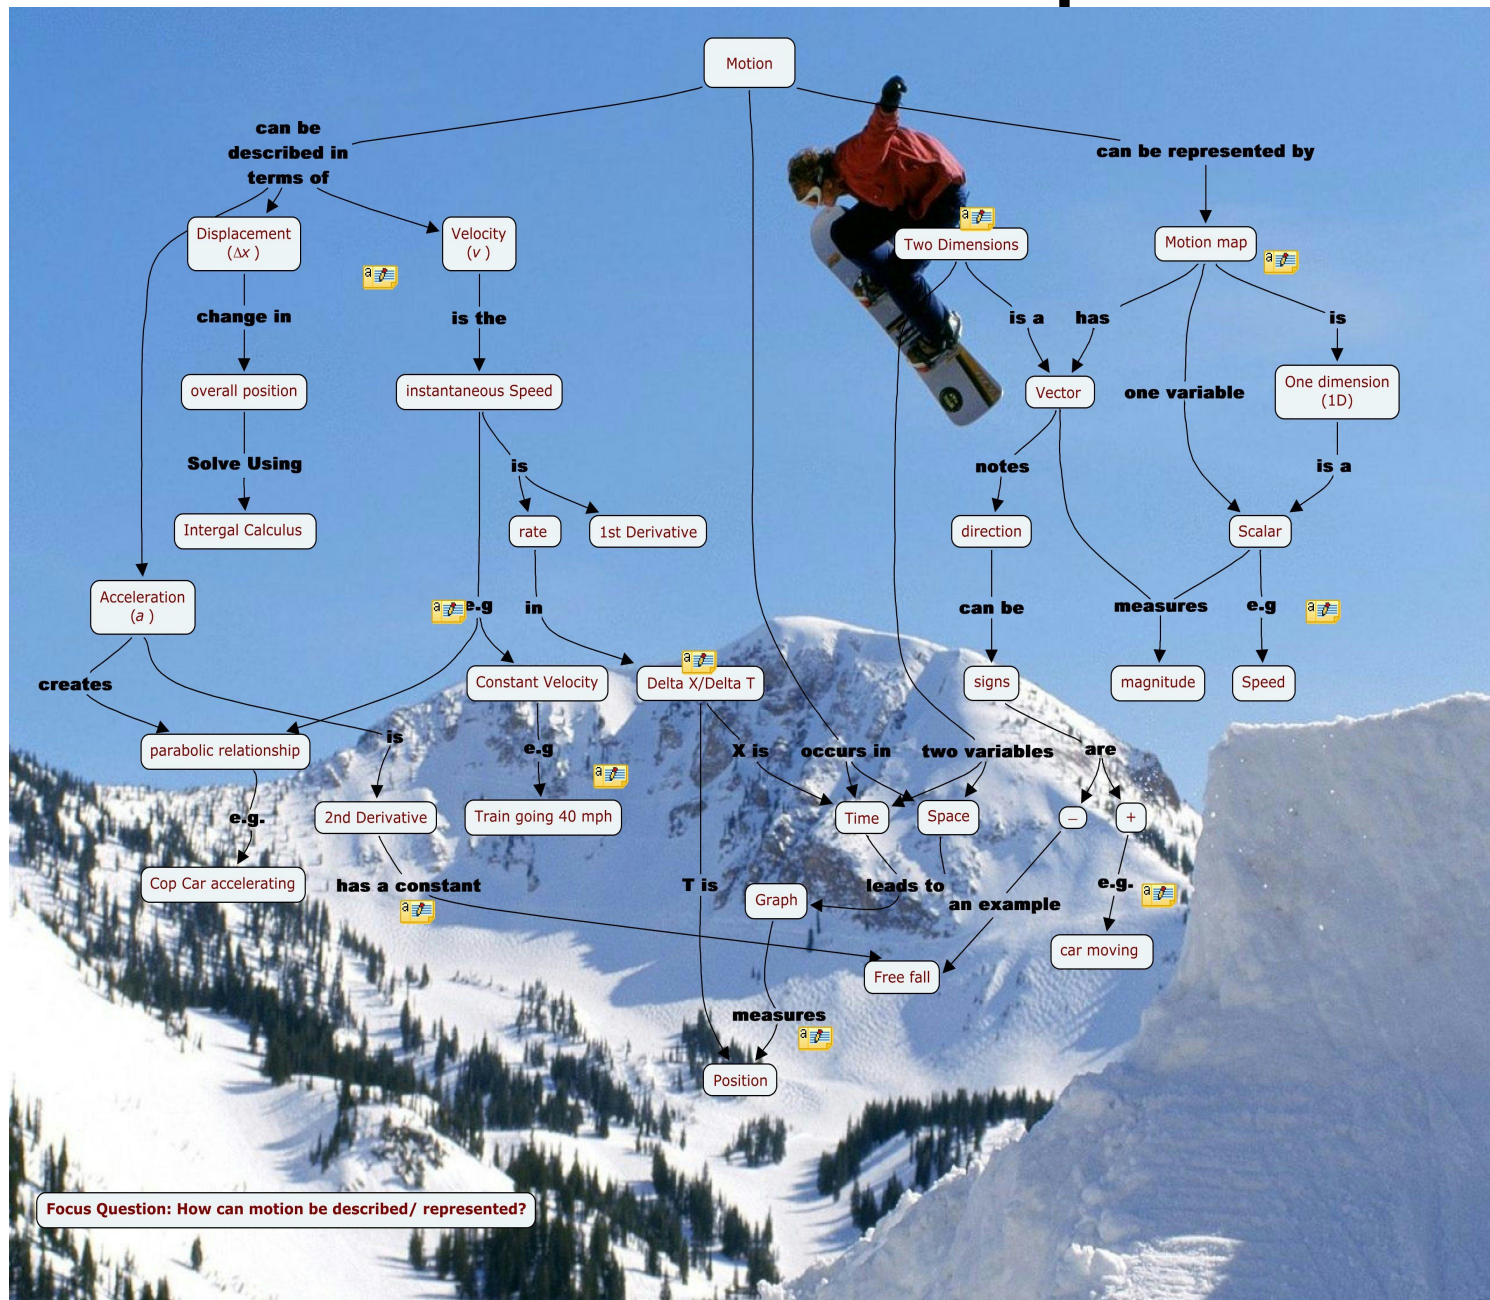 Motion
can be
described in
terms of
can be represented by
Displacement
(Δx )
Velocity
(v )
a
Two Dimensions
Motion map
a
a
change in
is the
is a
has
is
overall position
instantaneous Speed
Vector
one variable
One dimension
(1D)
Solve Using
is
notes
is a
Intergal Calculus
rate
1st Derivative
direction
Scalar
Acceleration
(a )
a
e.g
in
can be
measures
e.g
a
creates
Constant Velocity
a
Delta X/Delta T
signs
magnitude
Speed
parabolic relationship
is
e.g
X is
occurs in
two variables
are
a
e.g.
2nd Derivative
Train going 40 mph
Time
Space
–
+
Cop Car accelerating
has a constant
T is
Graph
leads to
an example
e.g.
a
a
car moving
Free fall
measures
a
Position
Focus Question: How can motion be described/ represented?